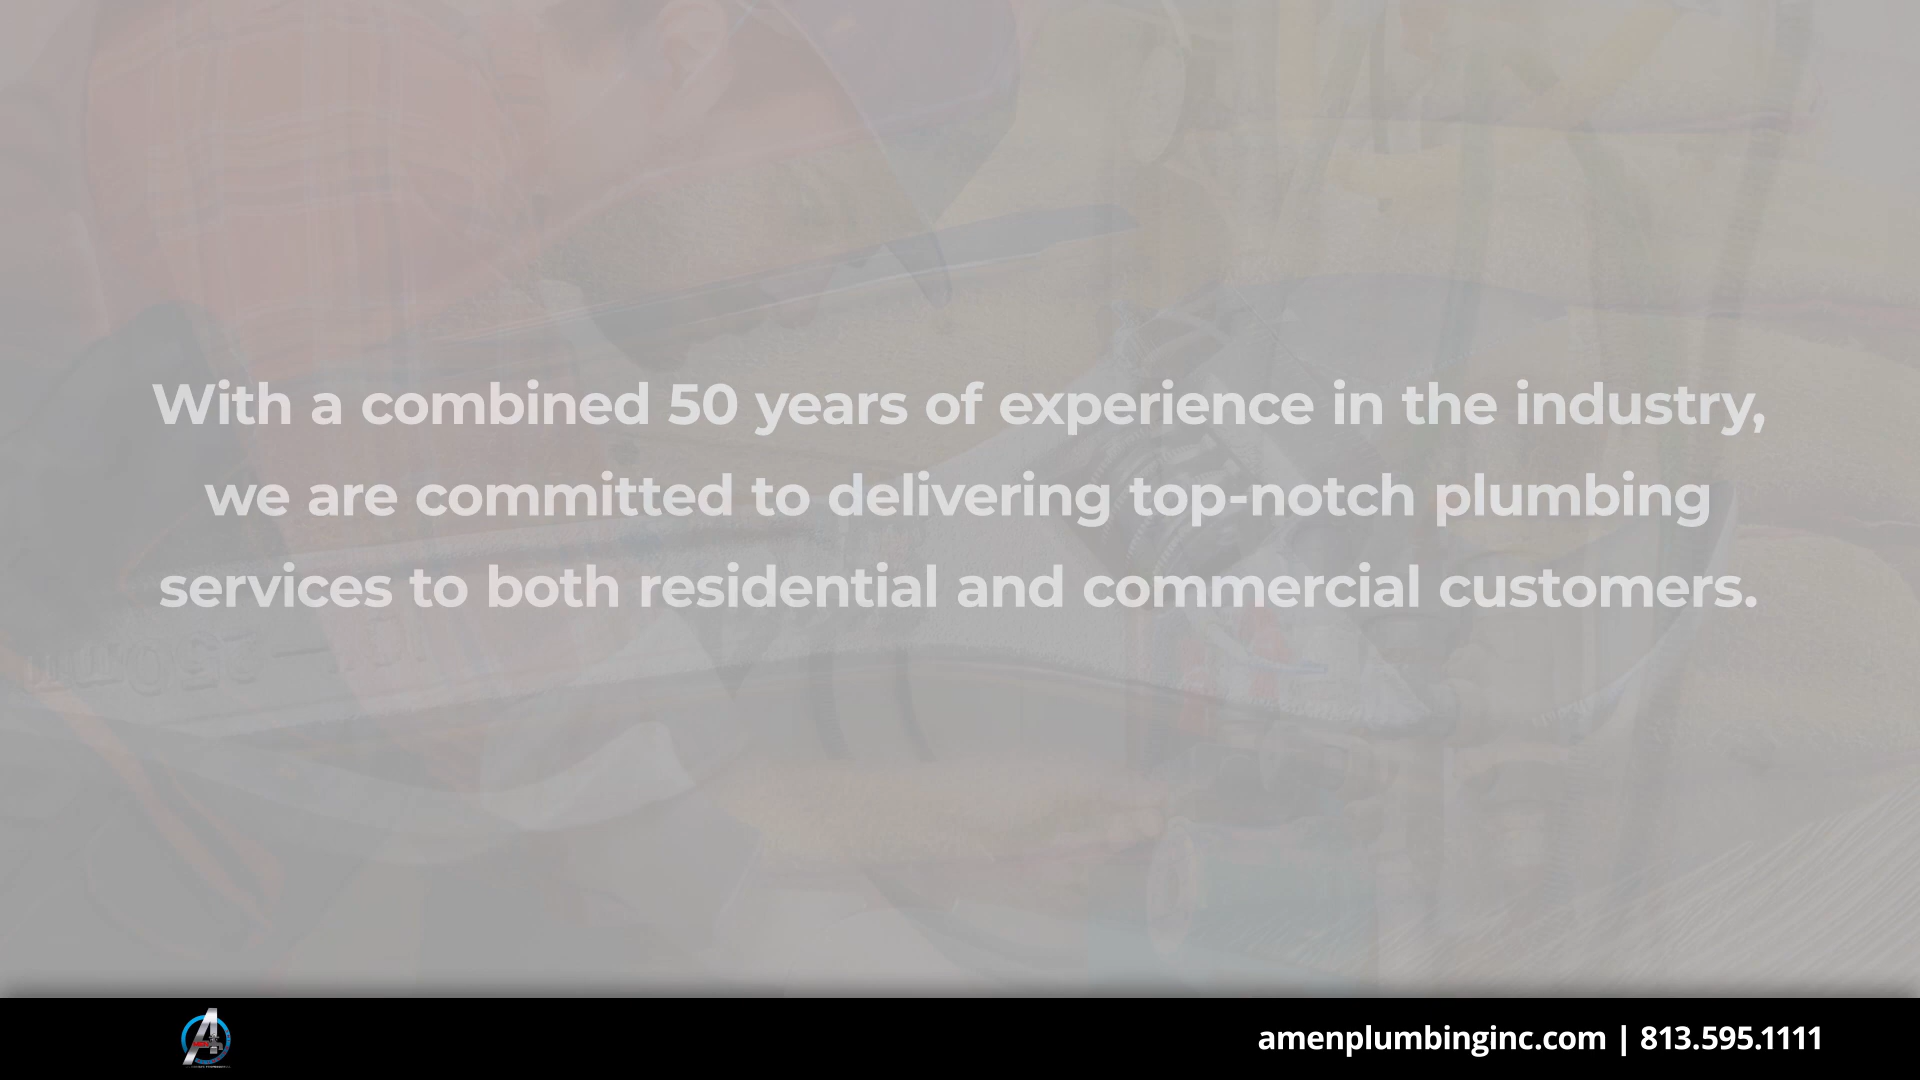 With a combined 50 years of experience in the industry,
we are committed to delivering top-notch plumbing
services to both residential and commercial customers.
amenplumbinginc.com | 813.595.1111